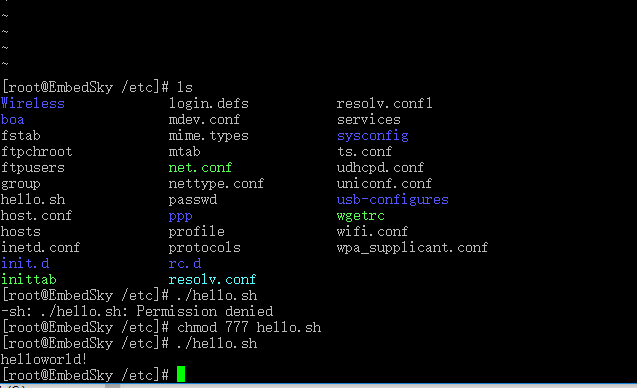 ~
~
~
~
[root@EmbedSky /etc]# ls
Wireless login.defs resolv.conf1
boa mdev.conf services
fstab mime.types sysconfig
ftpchroot mtab ts.conf
ftpusers net.conf udhcpd.conf
group nettype.conf uniconf.conf
hello.sh passwd usb-configures
host.conf ppp wgetrc
hosts profile wifi.conf
inetd.conf protocols wpa_supplicant.conf
init.d rc.d
inittab resolv.conf
[root@EmbedSky /etc]# ./hello.sh
-sh: ./hello.sh: Permission denied
[root@EmbedSky /etc]# chmod 777 hello.sh
[root@EmbedSky /etc]# ./hello.sh
helloworld!
[root@EmbedSky /etc]#